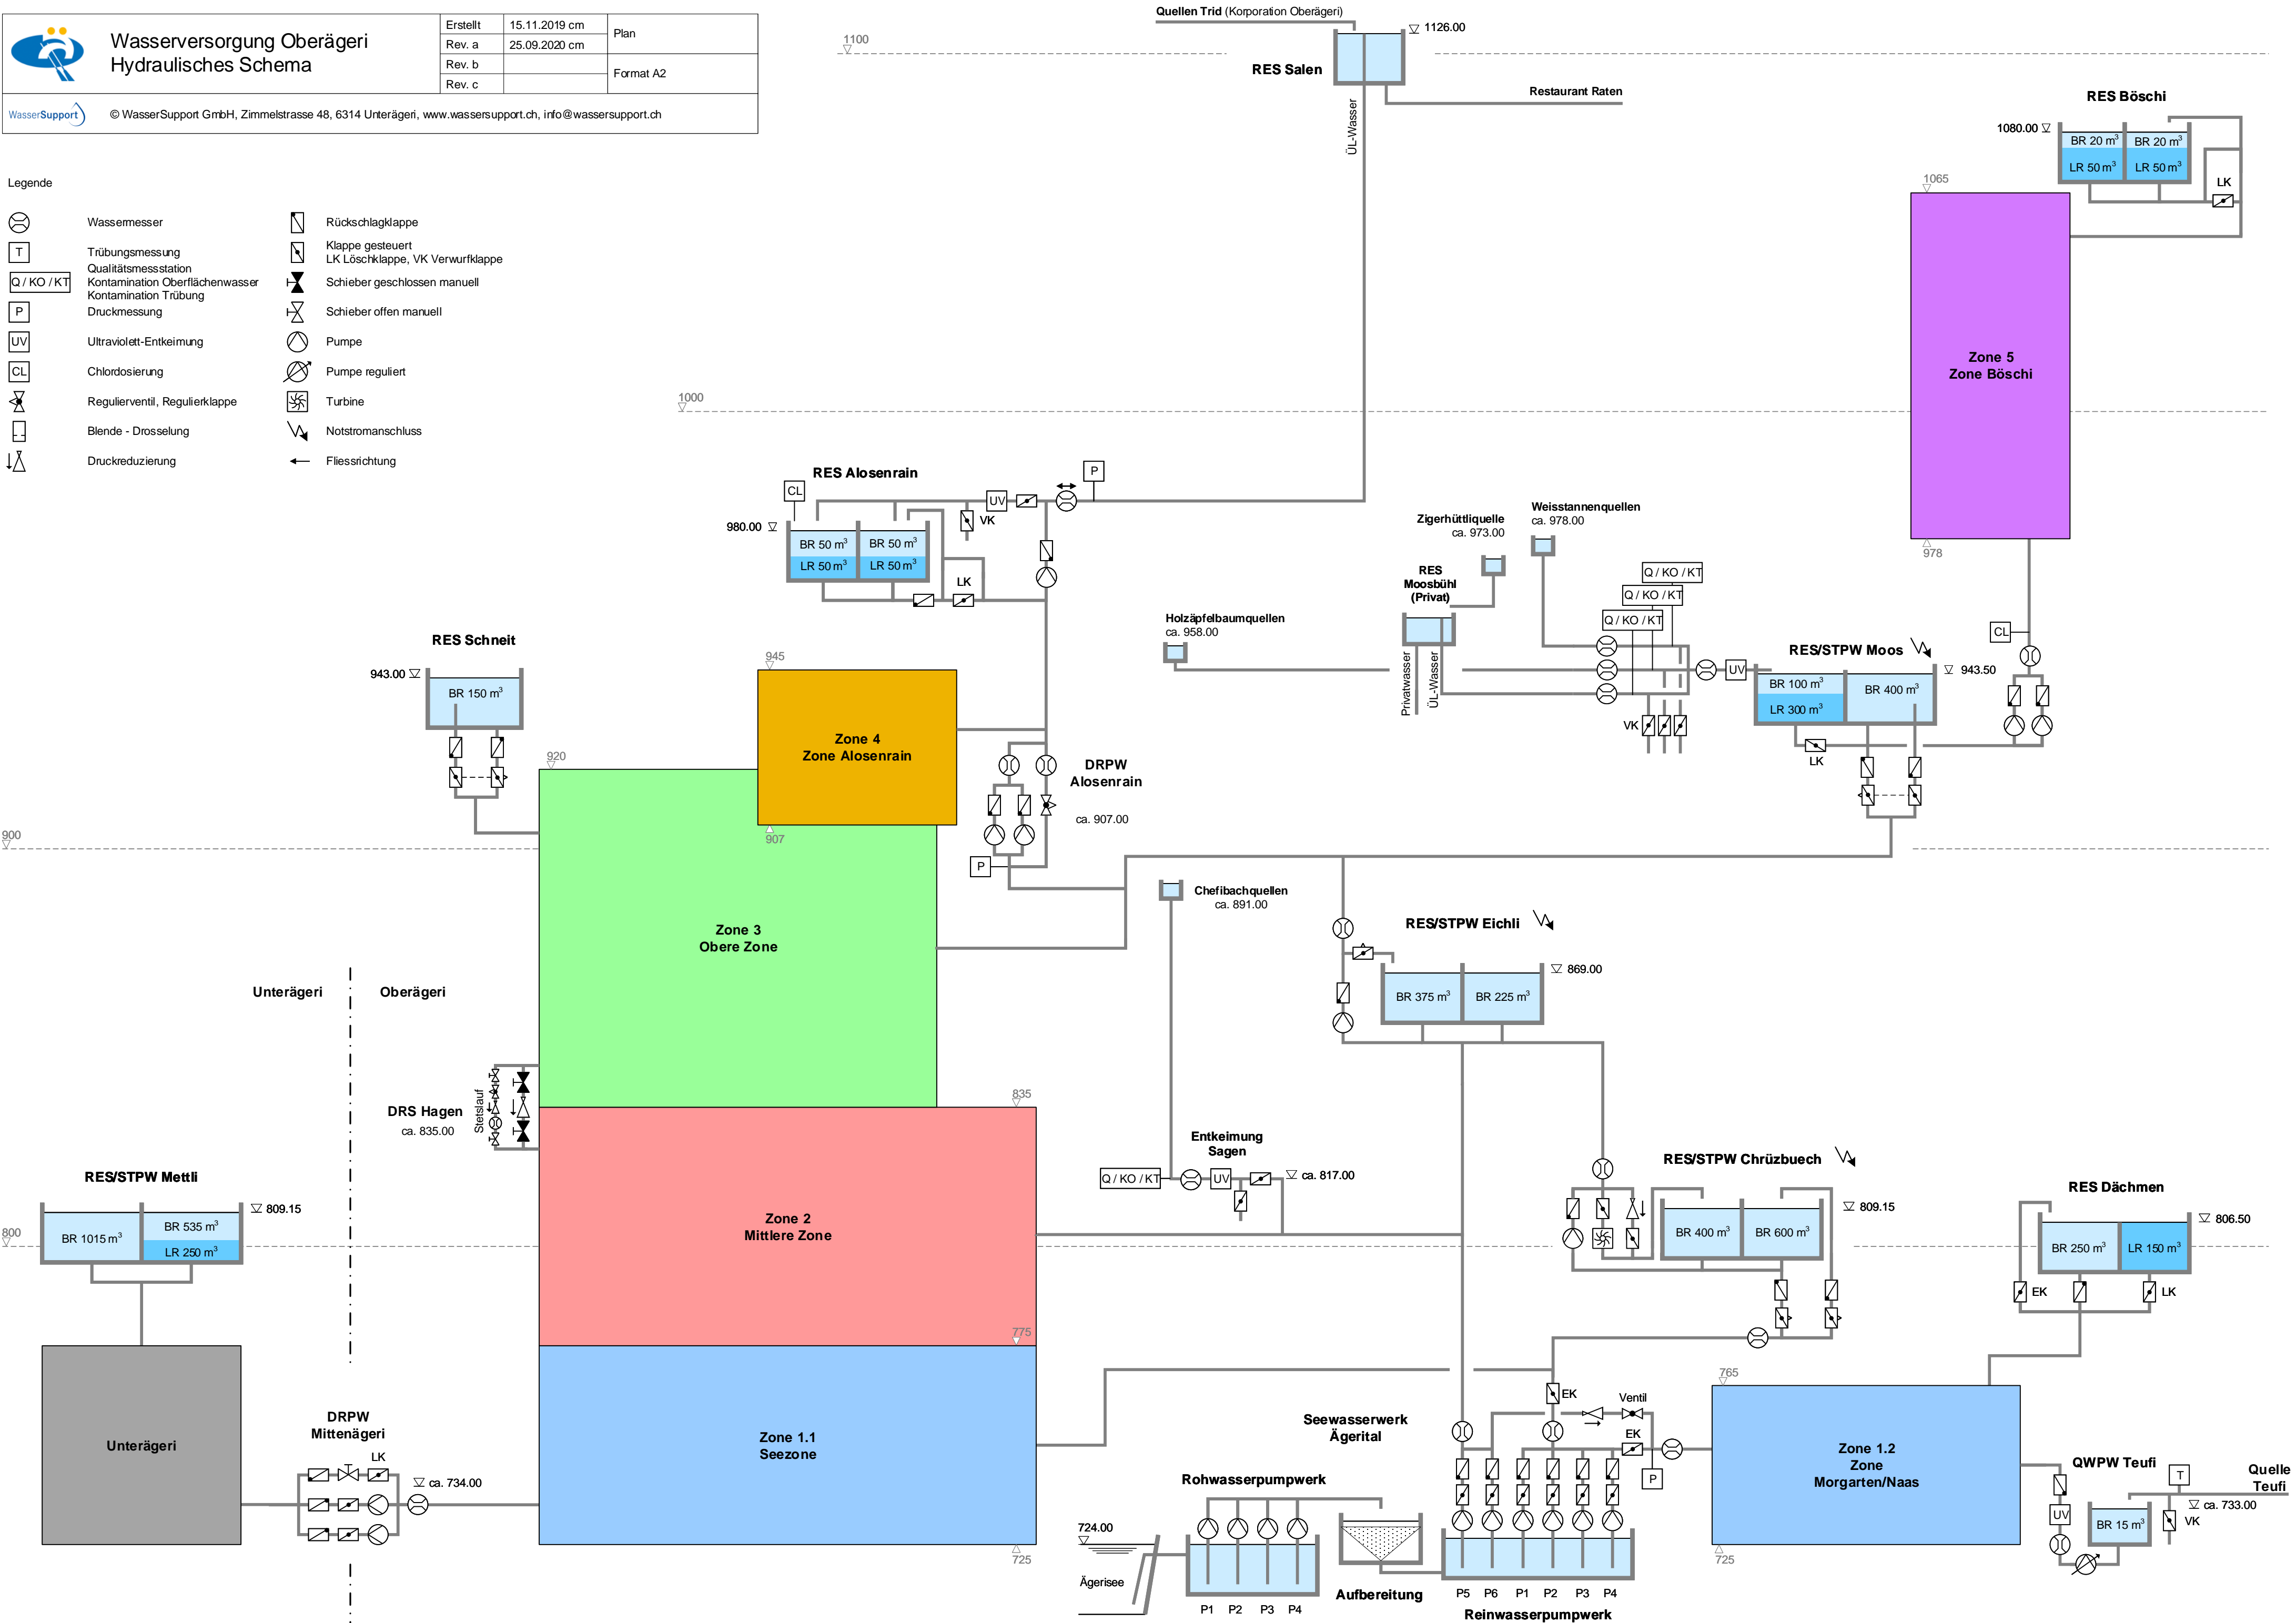 Wasserversorgung Oberägeri
Hydraulisches Schema
Erstellt 15.11.2019 cm
Rev. a 25.09.2020 cm
Rev. b
Rev. c
Plan
Format A2
WasserSupport
© WasserSupport GmbH, Zimmelstrasse 48, 6314 Unterägeri, www.wassersupport.ch, info@wassersupport.ch
Legende
Wassermesser
T Trübungsmessung
Q / KO / KT
Qualitätsmessstation
Kontamination Oberflächenwasser
Kontamination Trübung
P Druckmessung
UV Ultraviolett-Entkeimung
CL Chlordosierung
Regulierventil, Regulierklappe
Blende - Drosselung
Druckreduzierung
Rückschlagklappe
Klappe gesteuert
LK Löschklappe, VK Verwurfklappe
Schieber geschlossen manuell
Schieber offen manuell
Pumpe
Pumpe reguliert
Turbine
Notstromanschluss
Fliessrichtung
Quellen Trid (Korporation Oberägeri)
1126.00
1100
RES Salen
Restaurant Raten
ÜL-Wasser
RES Böschi
1080.00
BR 20 m³
BR 20 m³
LR 50 m³
LR 50 m³
LK
1065
Zone 5
Zone Böschi
978
1000
RES Alosenrain
CL
UV
P
VK
980.00
BR 50 m³
BR 50 m³
LR 50 m³
LR 50 m³
LK
Weisstannenquellen
ca. 978.00
Zigerhüttliquelle
ca. 973.00
RES
Moosbühl
(Privat)
Q / KO / KT
Q / KO / KT
Q / KO / KT
Holzäpfelbaumquellen
ca. 958.00
Privatwasser
ÜL-Wasser
VK
UV
RES/STPW Moos
943.50
BR 100 m³
LR 300 m³
BR 400 m³
LK
CL
RES Schneit
943.00
BR 150 m³
945
Zone 4
Zone Alosenrain
907
920
DRPW
Alosenrain
ca. 907.00
P
900
Zone 3
Obere Zone
Chefibachquellen
ca. 891.00
RES/STPW Eichli
869.00
BR 375 m³
BR 225 m³
Unterägeri
Oberägeri
DRS Hagen
ca. 835.00
Stetslauf
835
Entkeimung
Sagen
Q / KO / KT
UV
ca. 817.00
RES/STPW Chrüzbuech
809.15
BR 400 m³
BR 600 m³
RES Dächmen
806.50
BR 250 m³
LR 150 m³
EK
LK
RES/STPW Mettli
809.15
BR 1015 m³
BR 535 m³
LR 250 m³
800
Zone 2
Mittlere Zone
775
Unterägeri
DRPW
Mittenägeri
LK
ca. 734.00
Zone 1.1
Seezone
725
Seewasserwerk
Ägerital
EK
Ventil
EK
P
765
Zone 1.2
Zone
Morgarten/Naas
725
QWPW Teufi
T
Quelle
Teufi
ca. 733.00
VK
UV
BR 15 m³
Rohwasserpumpwerk
724.00
Ägerisee
P1 P2 P3 P4
Aufbereitung
P5 P6 P1 P2 P3 P4
Reinwasserpumpwerk